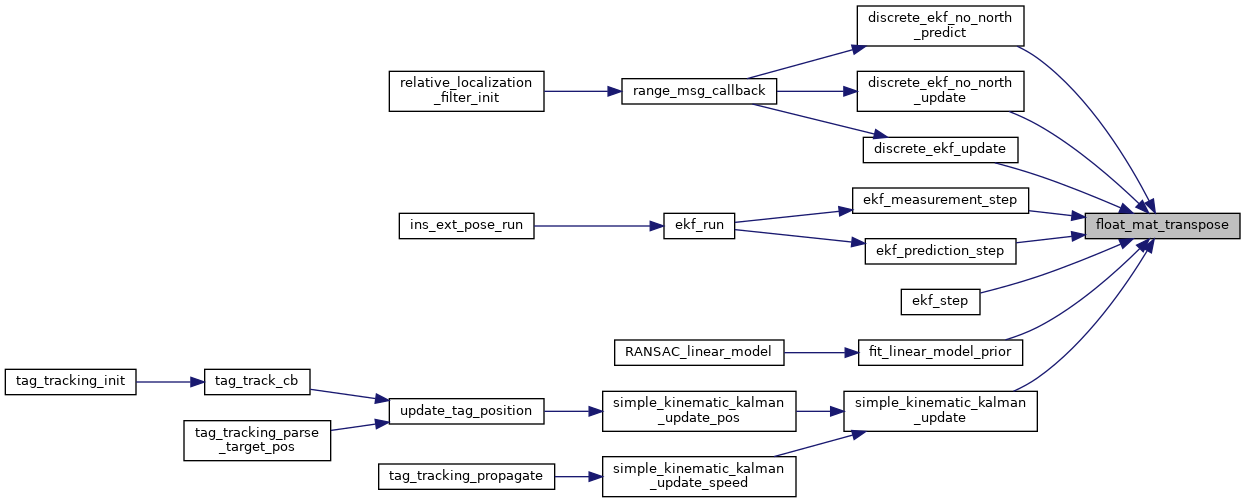 discrete_ekf_no_north
_predict
relative_localization
_filter_init
range_msg_callback
discrete_ekf_no_north
_update
discrete_ekf_update
ekf_measurement_step
ins_ext_pose_run
ekf_run
float_mat_transpose
ekf_prediction_step
ekf_step
RANSAC_linear_model
fit_linear_model_prior
tag_tracking_init
tag_track_cb
update_tag_position
simple_kinematic_kalman
_update_pos
simple_kinematic_kalman
_update
tag_tracking_parse
_target_pos
tag_tracking_propagate
simple_kinematic_kalman
_update_speed